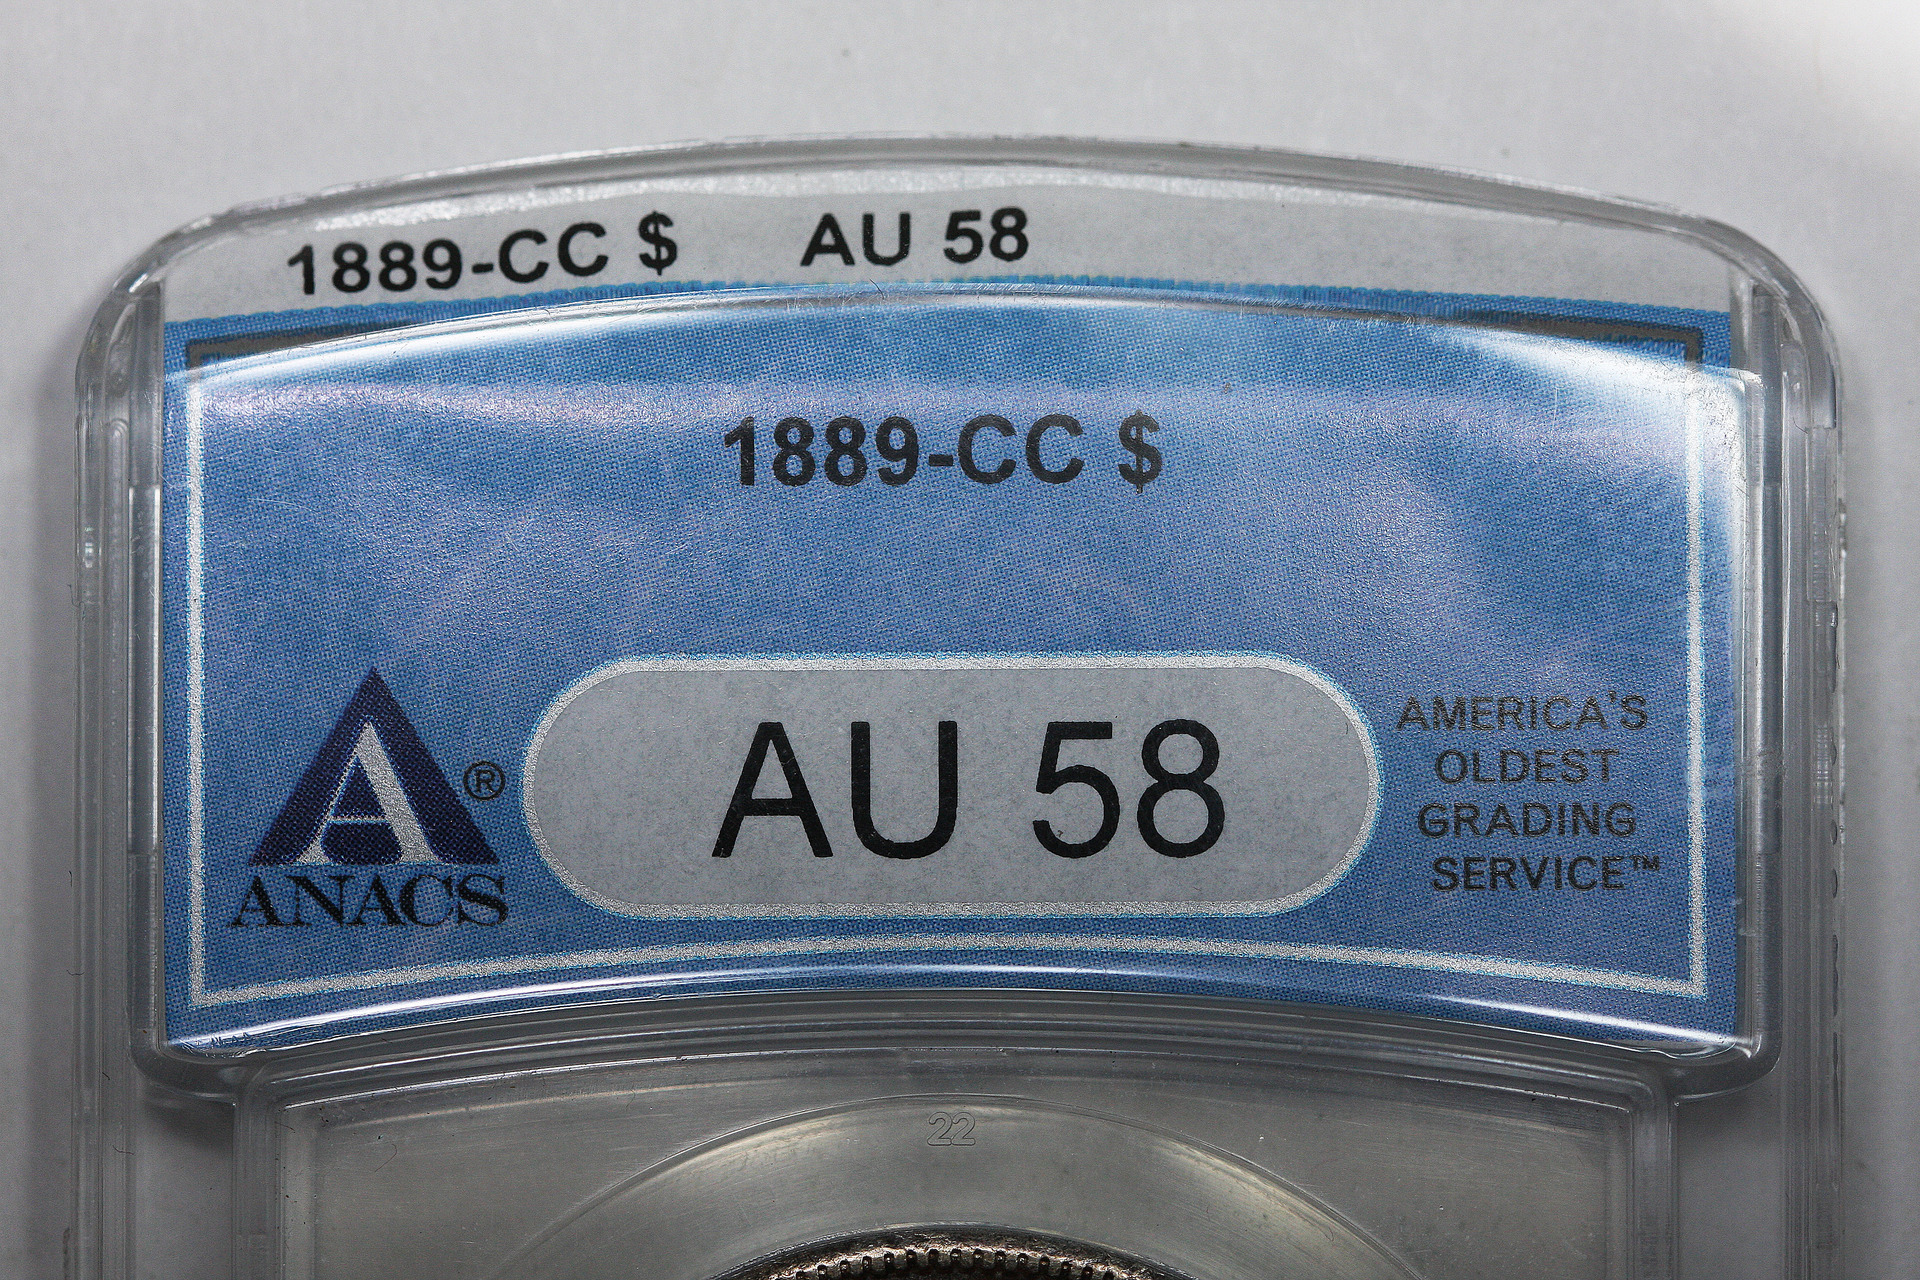 1889-CC $ AU 58
1889-CC $
A
ANACS®
AU 58
AMERICA'S
OLDEST
GRADING
SERVICE™
22